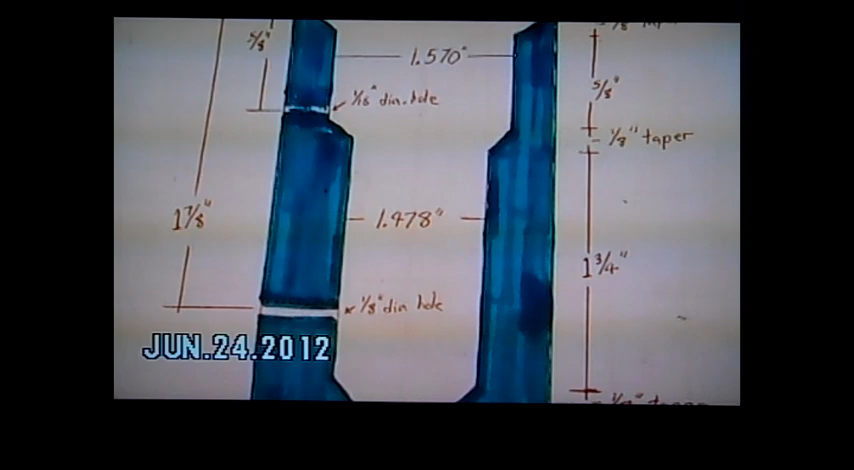 5/8"
1.570"
5/8"
1/16" dia. hole
1/8" taper
1 7/8"
1.478"
1 3/4"
1/8" dia hole
JUN.24.2012